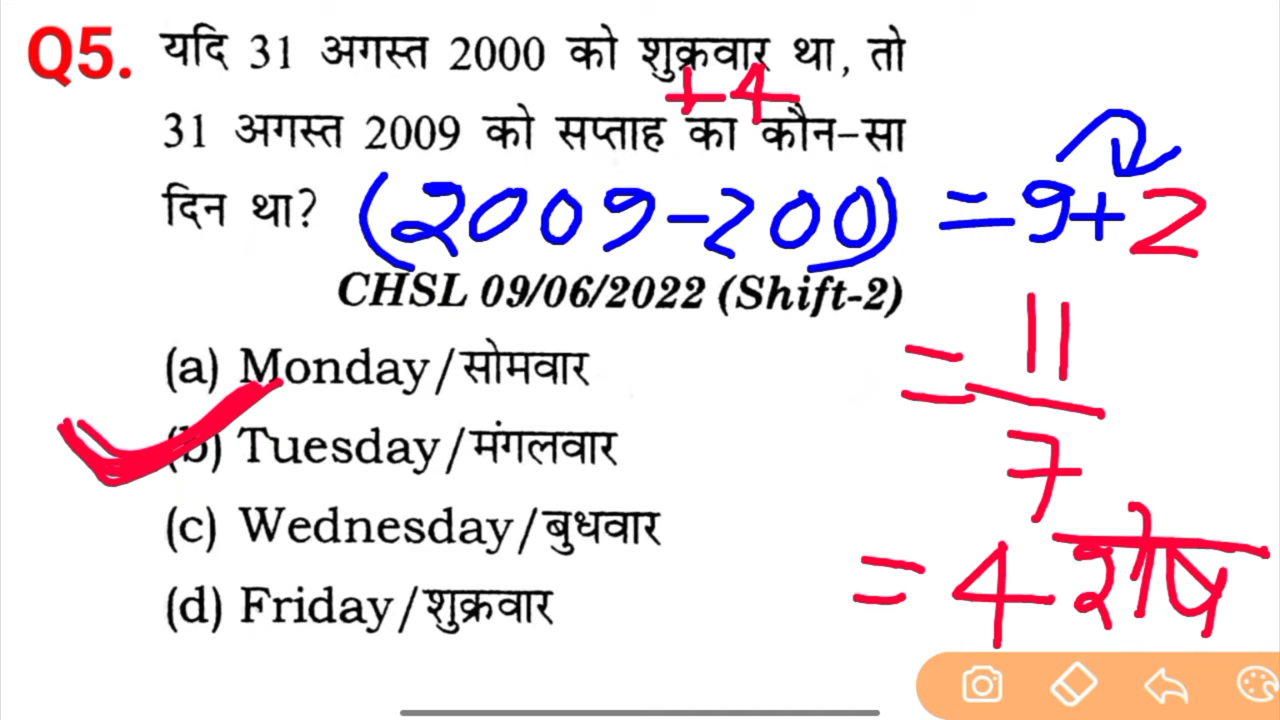 Q5. यदि 31 अगस्त 2000 को शुक्रवार था, तो
+4
31 अगस्त 2009 को सप्ताह का कौन-सा
दिन था? (2009-200) = 9+2
CHSL 09/06/2022 (Shift-2)
= 11
(a) Monday/सोमवार
7
(b) Tuesday/मंगलवार
(c) Wednesday/बुधवार
= 4 शेष
(d) Friday/शुक्रवार